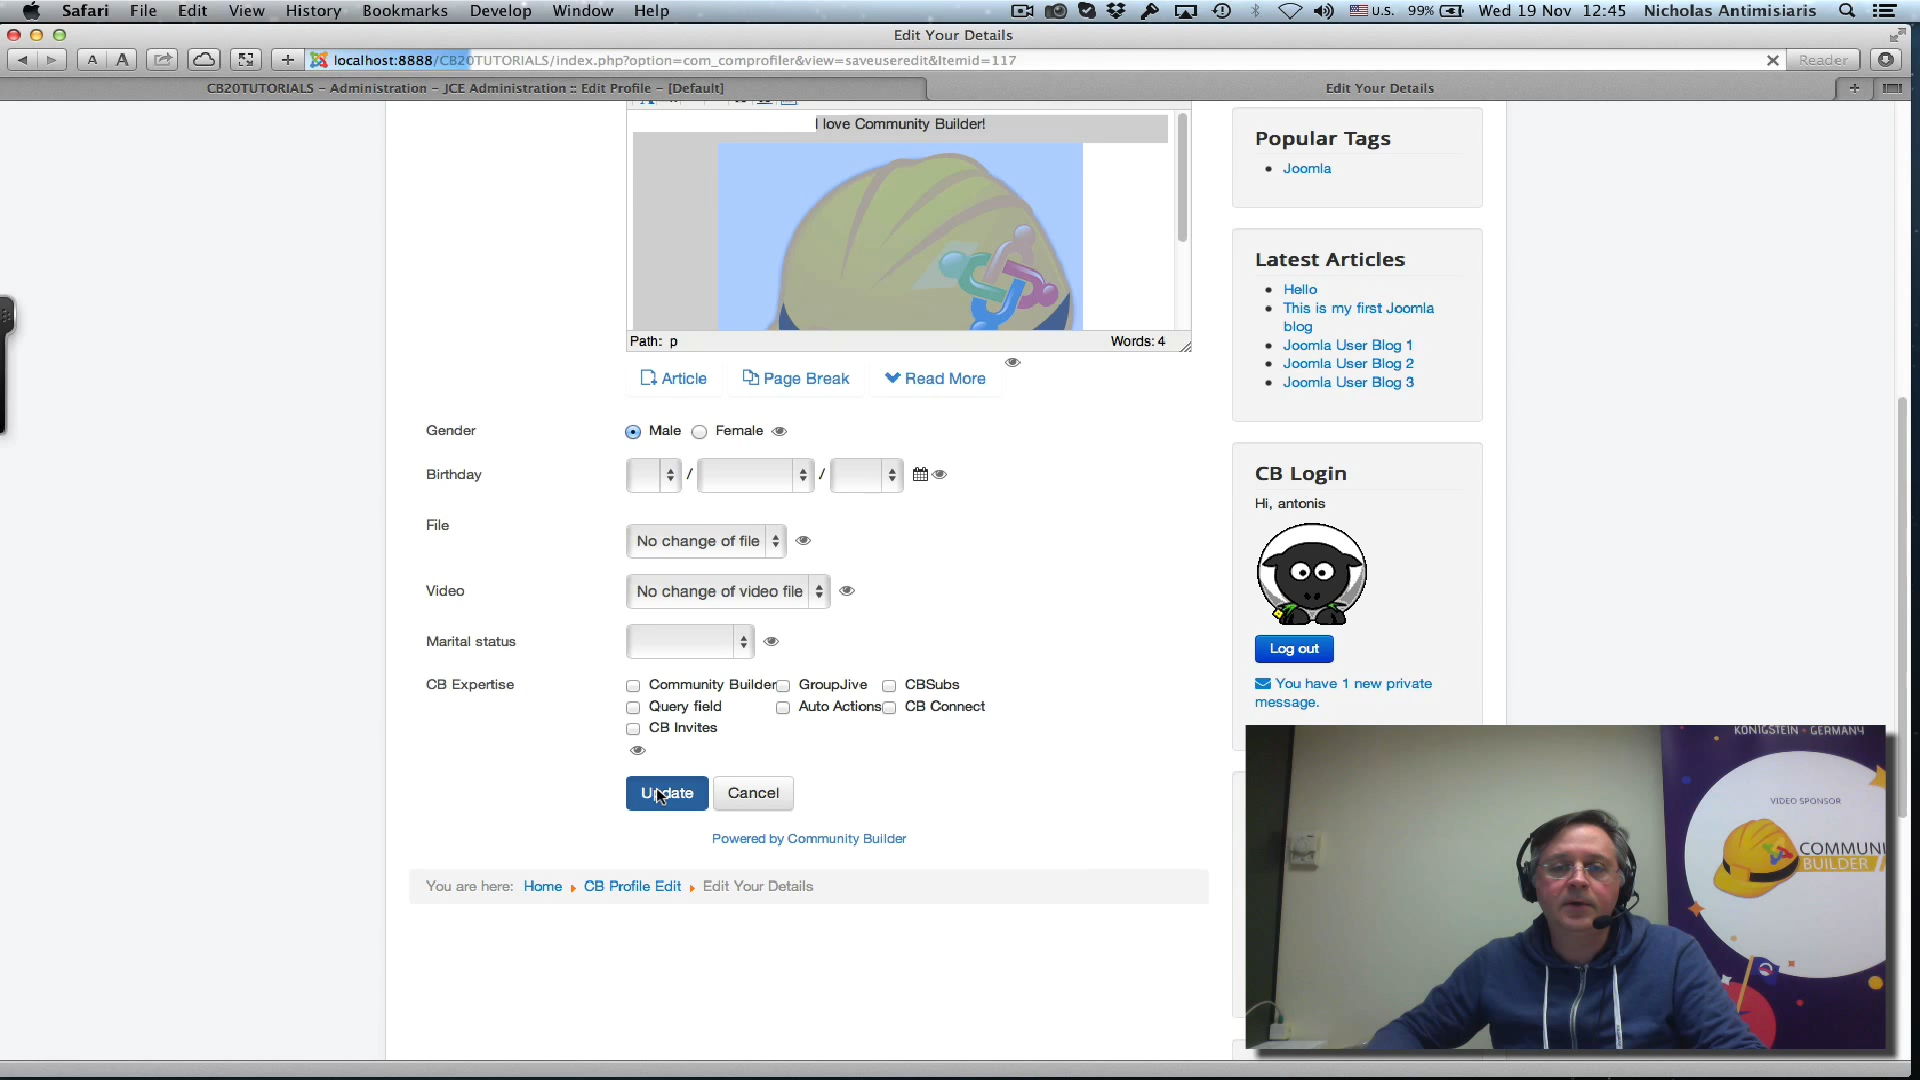 Safari File Edit View History Bookmarks Develop Window Help U.S. 99% Wed 19 Nov 12:45 Nicholas Antimisiaris
Edit Your Details
A A + localhost:8888/CB20TUTORIALS/index.php?option=com_comprofiler&view=saveuseredit&Itemid=117 Reader
CB20TUTORIALS - Administration - JCE Administration :: Edit Profile - [Default] Edit Your Details
I love Community Builder!
Path: p Words: 4
Article Page Break Read More
Gender Male Female
Birthday / /
File No change of file
Video No change of video file
Marital status
CB Expertise Community Builder GroupJive CBSubs
Query field Auto Actions CB Connect
CB Invites
Update Cancel
Powered by Community Builder
You are here: Home CB Profile Edit Edit Your Details
Popular Tags
Joomla
Latest Articles
Hello
This is my first Joomla
blog
Joomla User Blog 1
Joomla User Blog 2
Joomla User Blog 3
CB Login
Hi, antonis
Log out
You have 1 new private
message.
KÖNIGSTEIN - GERMANY
VIDEO SPONSOR
COMMUNI
BUILDER